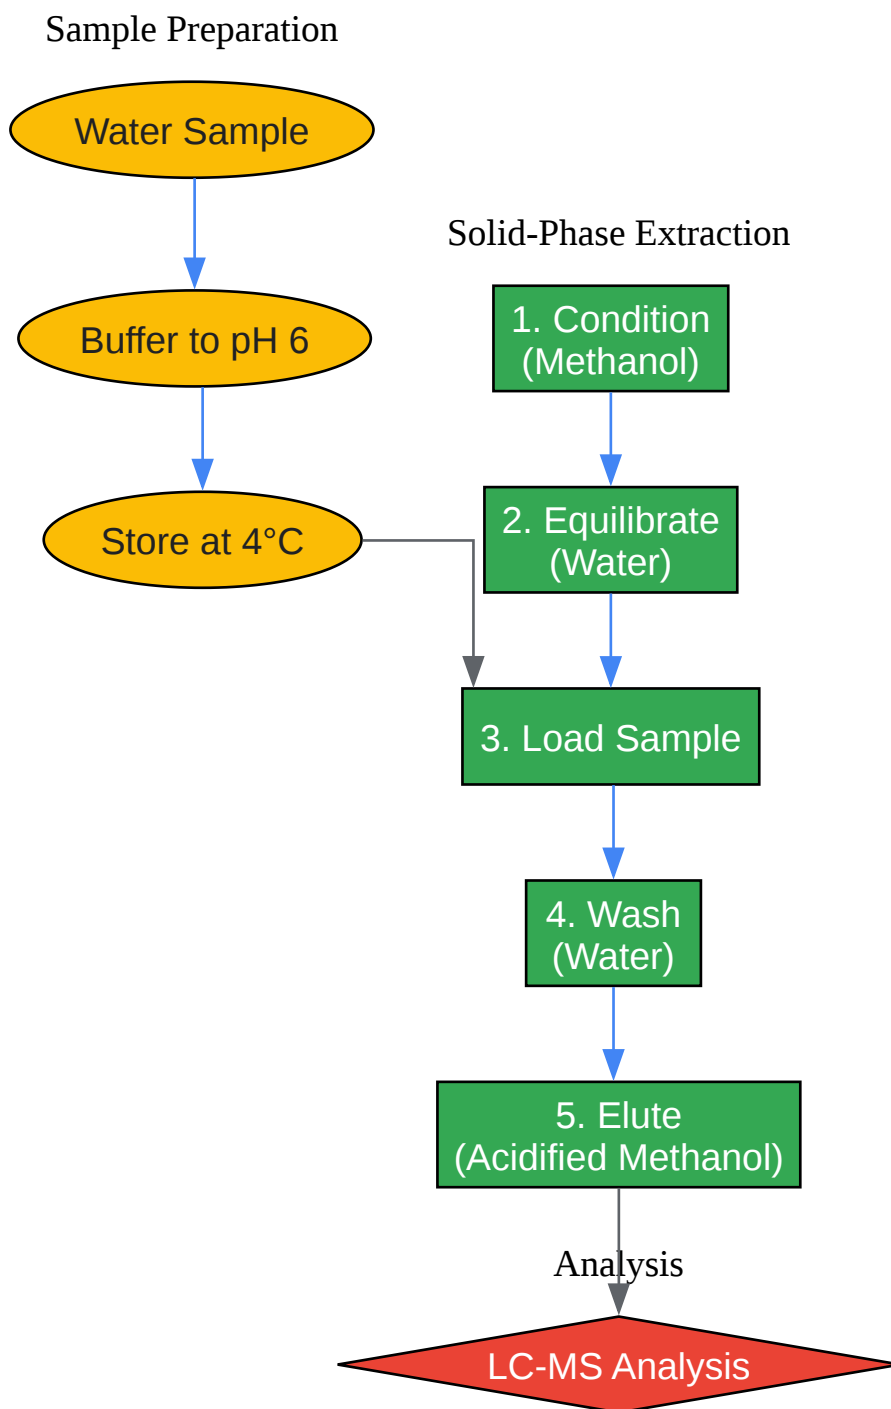 Sample Preparation
Water Sample
Buffer to pH 6
Store at 4°C
Solid-Phase Extraction
1. Condition
(Methanol)
2. Equilibrate
(Water)
3. Load Sample
4. Wash
(Water)
5. Elute
(Acidified Methanol)
Analysis
LC-MS Analysis